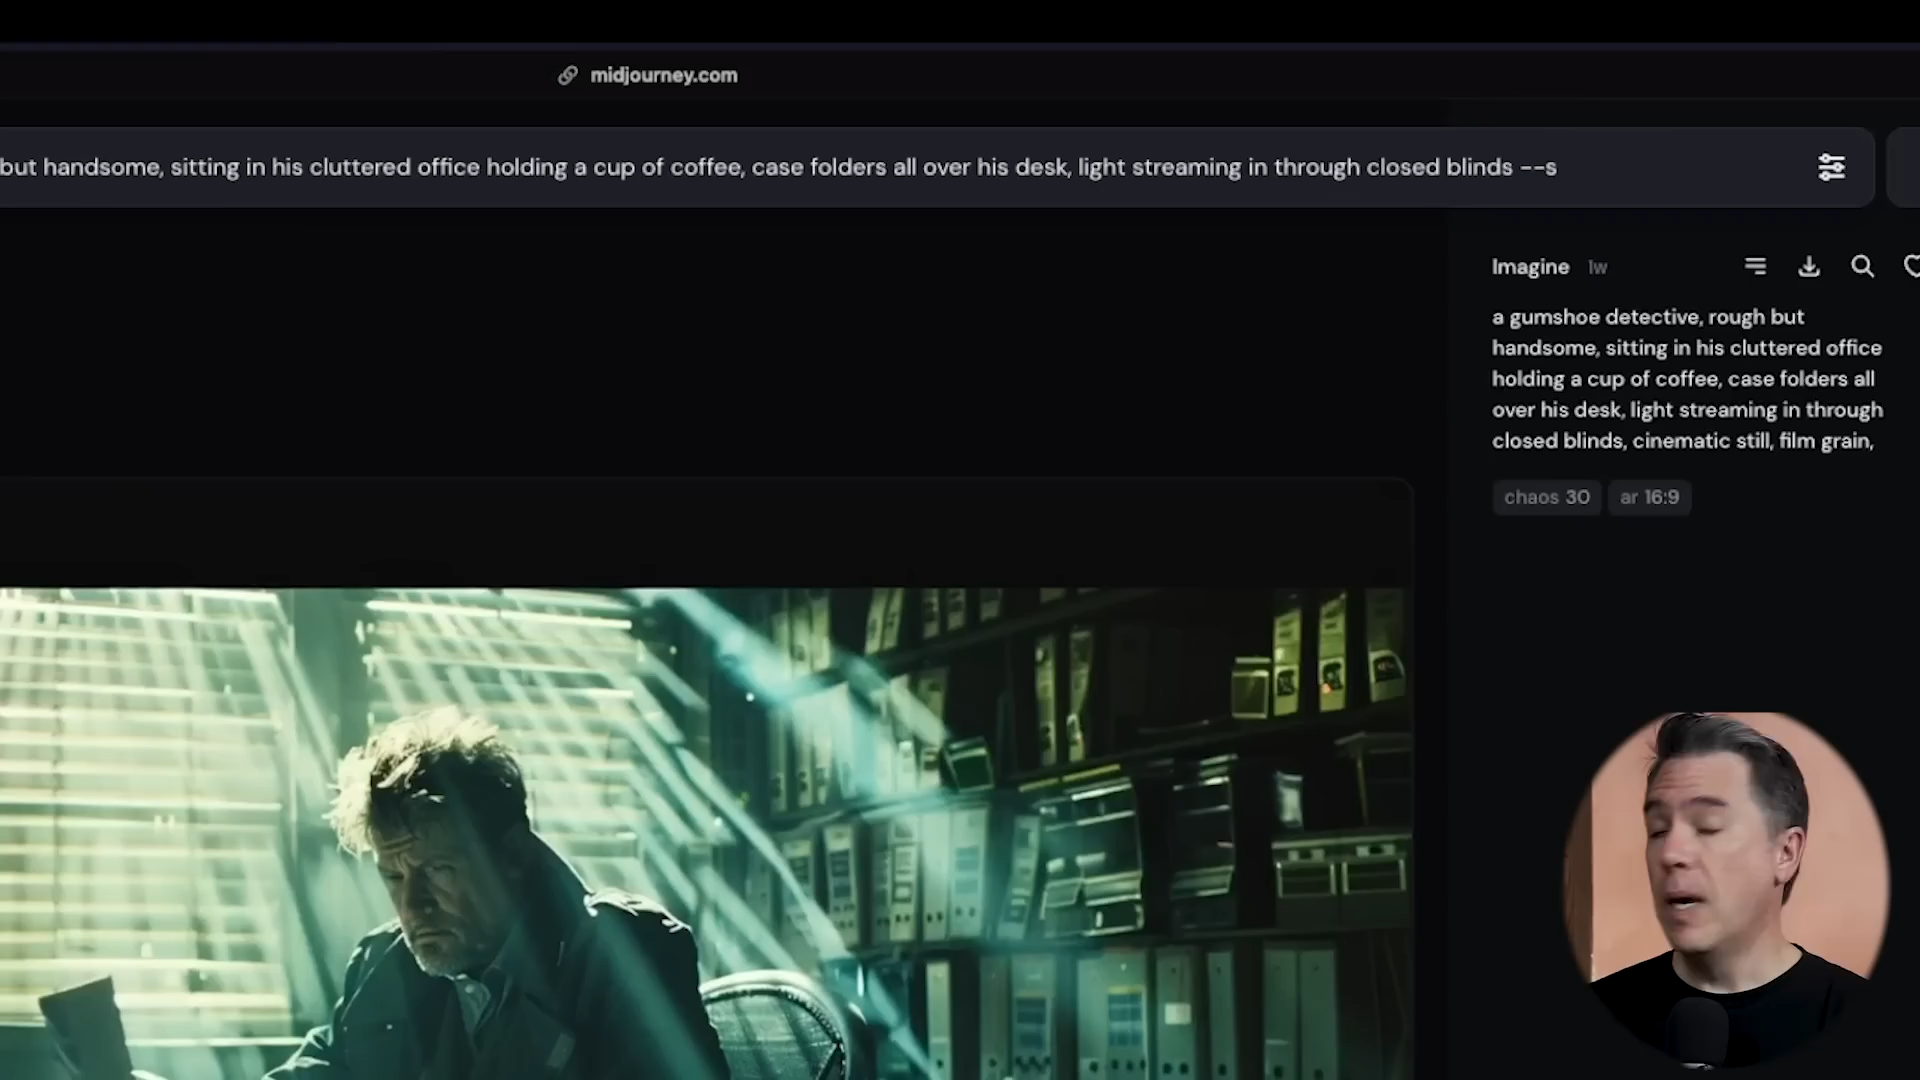 midjourney.com
but handsome, sitting in his cluttered office holding a cup of coffee, case folders all over his desk, light streaming in through closed blinds --s
Imagine 1w
a gumshoe detective, rough but
handsome, sitting in his cluttered office
holding a cup of coffee, case folders all
over his desk, light streaming in through
closed blinds, cinematic still, film grain,
chaos 30 ar 16:9